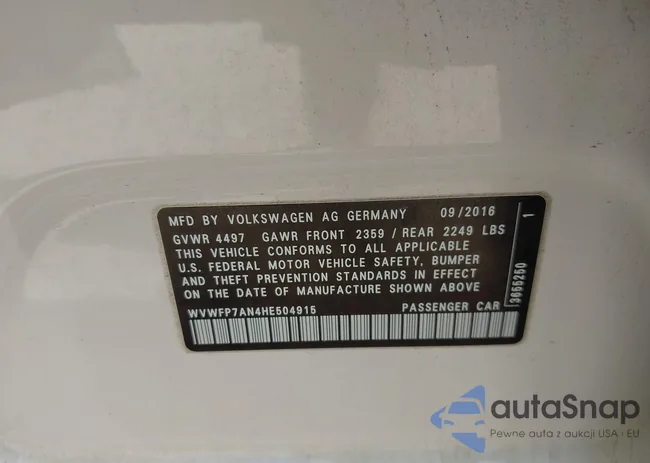 MFD BY VOLKSWAGEN AG GERMANY 09/2016
GVWR 4497 GAWR FRONT 2359 / REAR 2249 LBS
THIS VEHICLE CONFORMS TO ALL APPLICABLE
U.S. FEDERAL MOTOR VEHICLE SAFETY, BUMPER
AND THEFT PREVENTION STANDARDS IN EFFECT
ON THE DATE OF MANUFACTURE SHOWN ABOVE
WVWFP7AN4HE504915 PASSENGER CAR
3655250 1
autaSnap
Pewne auta z aukcji USA i EU